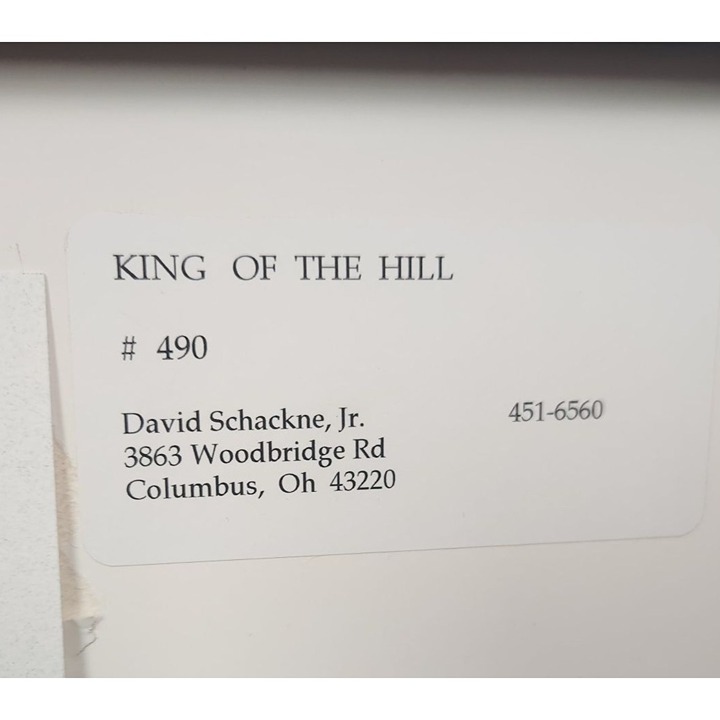 KING OF THE HILL
# 490
David Schackne, Jr. 451-6560
3863 Woodbridge Rd
Columbus, Oh 43220